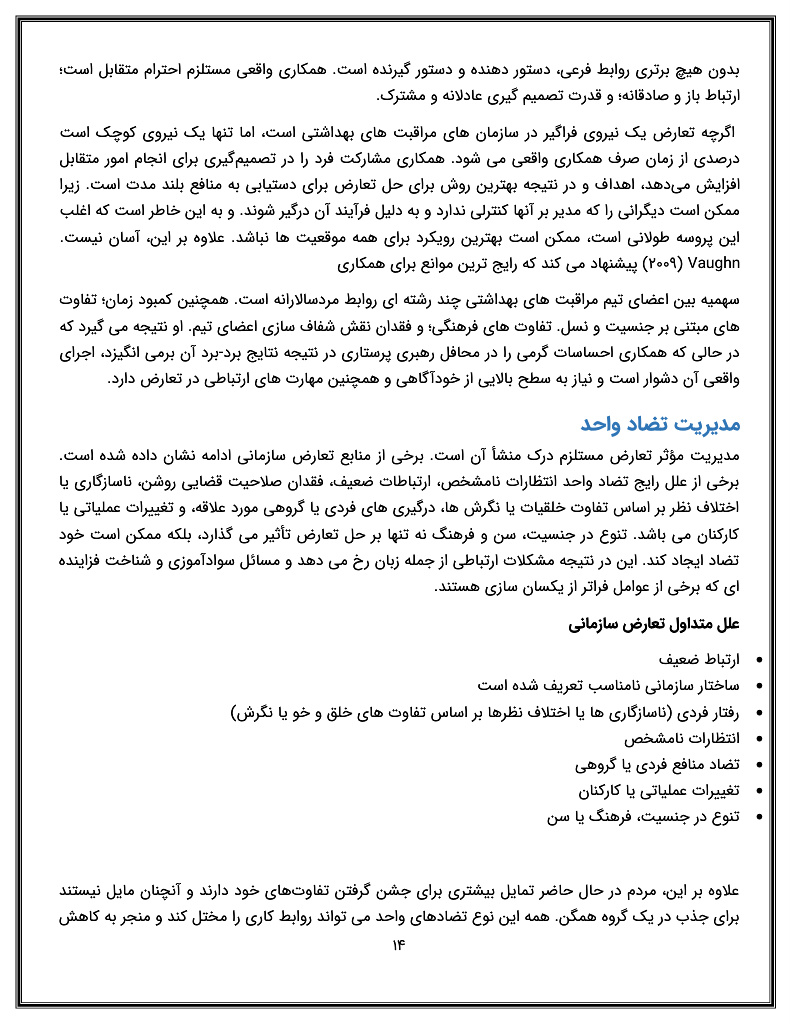 بدون هیچ برتری روابط فرعی، دستور دهنده و دستور گیرنده است. همکاری واقعی مستلزم احترام متقابل است؛
ارتباط باز و صادقانه؛ و قدرت تصمیم گیری عادلانه و مشترک.
اگرچه تعارض یک نیروی فراگیر در سازمان های مراقبت های بهداشتی است، اما تنها یک نیروی کوچک است
درصدی از زمان صرف همکاری واقعی می شود. همکاری مشارکت فرد را در تصمیم‌گیری برای انجام امور متقابل
افزایش می‌دهد، اهداف و در نتیجه بهترین روش برای حل تعارض برای دستیابی به منافع بلند مدت است. زیرا
ممکن است دیگرانی را که مدیر بر آنها کنترلی ندارد و به دلیل فرآیند آن درگیر شوند. و به این خاطر است که اغلب
این پروسه طولانی است، ممکن است بهترین رویکرد برای همه موقعیت ها نباشد. علاوه بر این، آسان نیست.
Vaughn (۲۰۰۹) پیشنهاد می کند که رایج ترین موانع برای همکاری
سهمیه بین اعضای تیم مراقبت های بهداشتی چند رشته ای روابط مردسالارانه است. همچنین کمبود زمان؛ تفاوت
های مبتنی بر جنسیت و نسل. تفاوت های فرهنگی؛ و فقدان نقش شفاف سازی اعضای تیم. او نتیجه می گیرد که
در حالی که همکاری احساسات گرمی را در محافل رهبری پرستاری در نتیجه نتایج برد-برد آن برمی انگیزد، اجرای
واقعی آن دشوار است و نیاز به سطح بالایی از خودآگاهی و همچنین مهارت های ارتباطی در تعارض دارد.
مدیریت تضاد واحد
مدیریت مؤثر تعارض مستلزم درک منشأ آن است. برخی از منابع تعارض سازمانی ادامه نشان داده شده است.
برخی از علل رایج تضاد واحد انتظارات نامشخص، ارتباطات ضعیف، فقدان صلاحیت قضایی روشن، ناسازگاری یا
اختلاف نظر بر اساس تفاوت خلقیات یا نگرش ها، درگیری های فردی یا گروهی مورد علاقه، و تغییرات عملیاتی یا
کارکنان می باشد. تنوع در جنسیت، سن و فرهنگ نه تنها بر حل تعارض تأثیر می گذارد، بلکه ممکن است خود
تضاد ایجاد کند. این در نتیجه مشکلات ارتباطی از جمله زبان رخ می دهد و مسائل سوادآموزی و شناخت فزاینده
ای که برخی از عوامل فراتر از یکسان سازی هستند.
علل متداول تعارض سازمانی
• ارتباط ضعیف
• ساختار سازمانی نامناسب تعریف شده است
• رفتار فردی (ناسازگاری ها یا اختلاف نظرها بر اساس تفاوت های خلق و خو یا نگرش)
• انتظارات نامشخص
• تضاد منافع فردی یا گروهی
• تغییرات عملیاتی یا کارکنان
• تنوع در جنسیت، فرهنگ یا سن
علاوه بر این، مردم در حال حاضر تمایل بیشتری برای جشن گرفتن تفاوت‌های خود دارند و آنچنان مایل نیستند
برای جذب در یک گروه همگن. همه این نوع تضادهای واحد می تواند روابط کاری را مختل کند و منجر به کاهش
۱۴